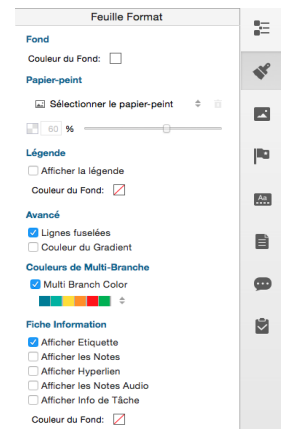 Feuille Format
Fond
Couleur du Fond:
Papier-peint
Sélectionner le papier-peint
60 %
Légende
Afficher la légende
Couleur du Fond:
Avancé
Lignes fuselées
Couleur du Gradient
Couleurs de Multi-Branche
Multi Branch Color
Fiche Information
Afficher Etiquette
Afficher les Notes
Afficher Hyperlien
Afficher les Notes Audio
Afficher Info de Tâche
Couleur du Fond:
Aa